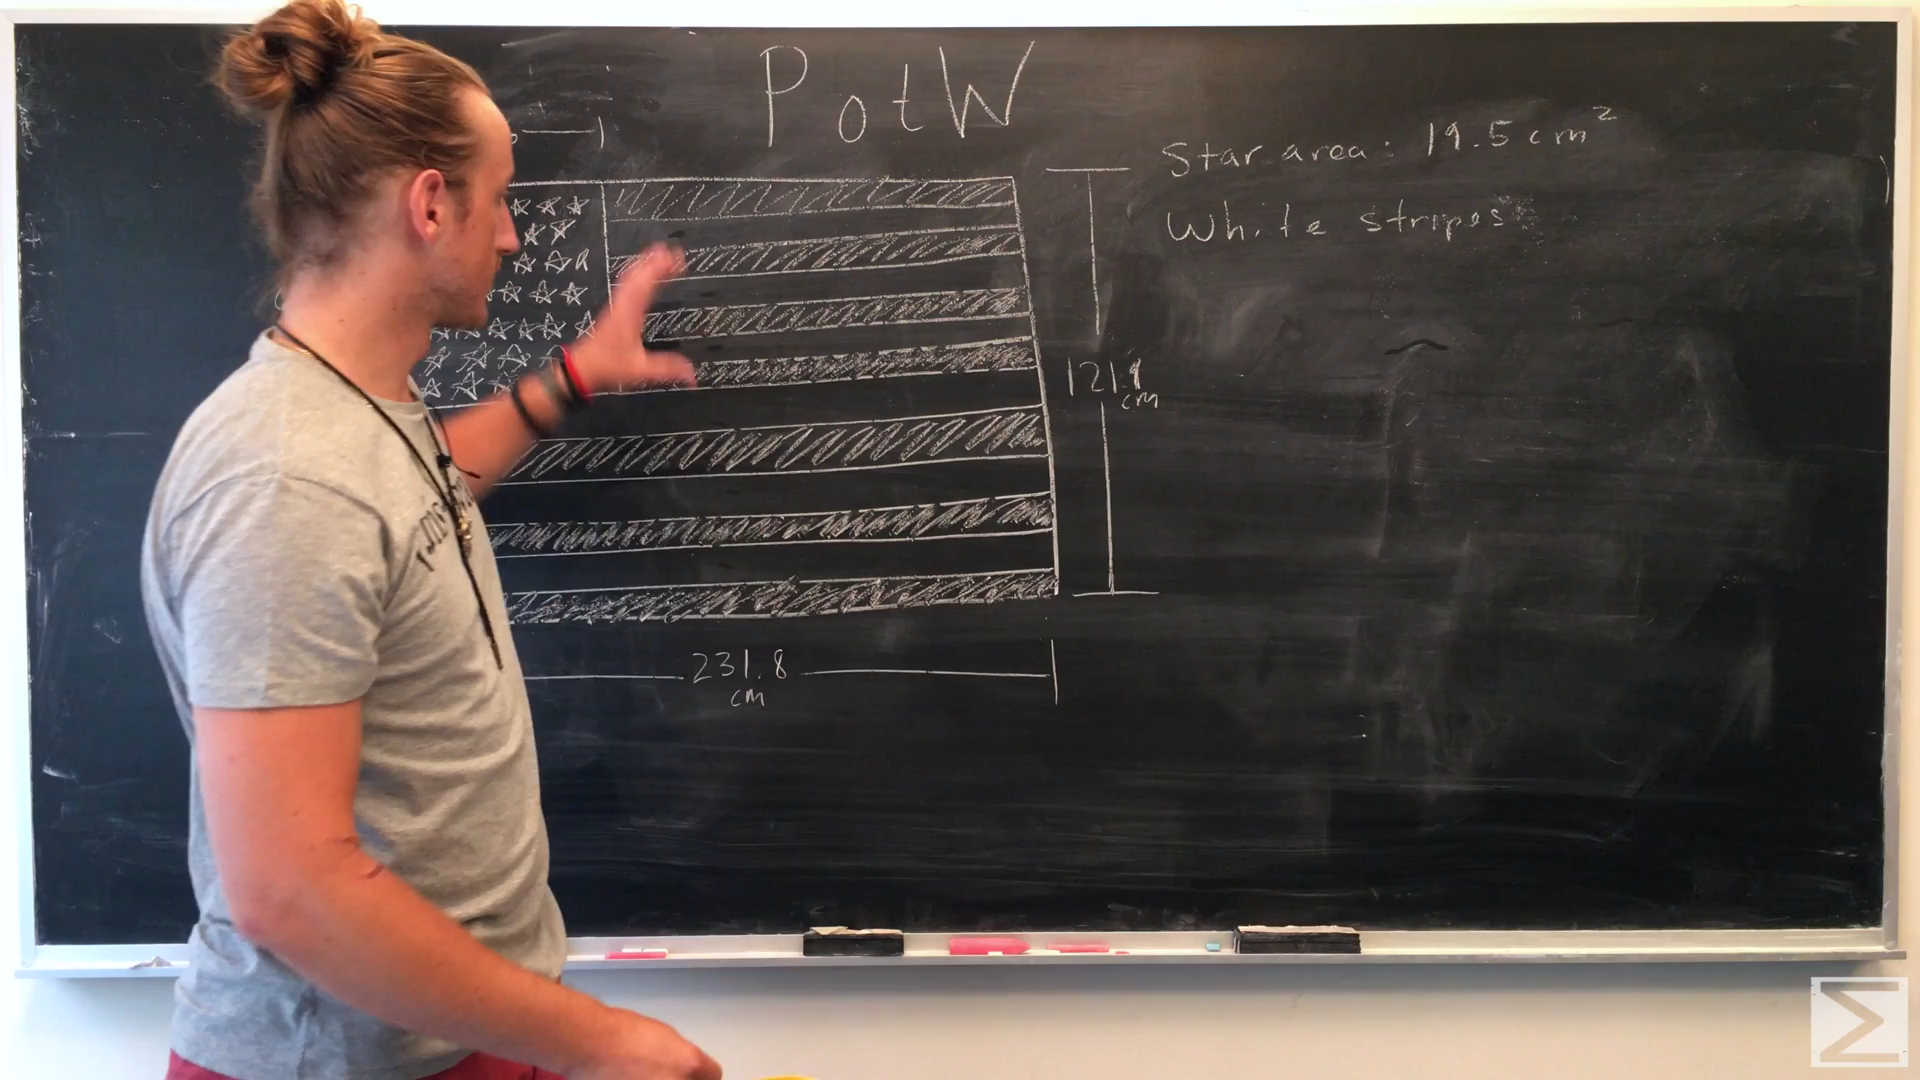 PotW
Star area: 19.5 cm²
White stripes
121.9
cm
231.8
cm
Σ